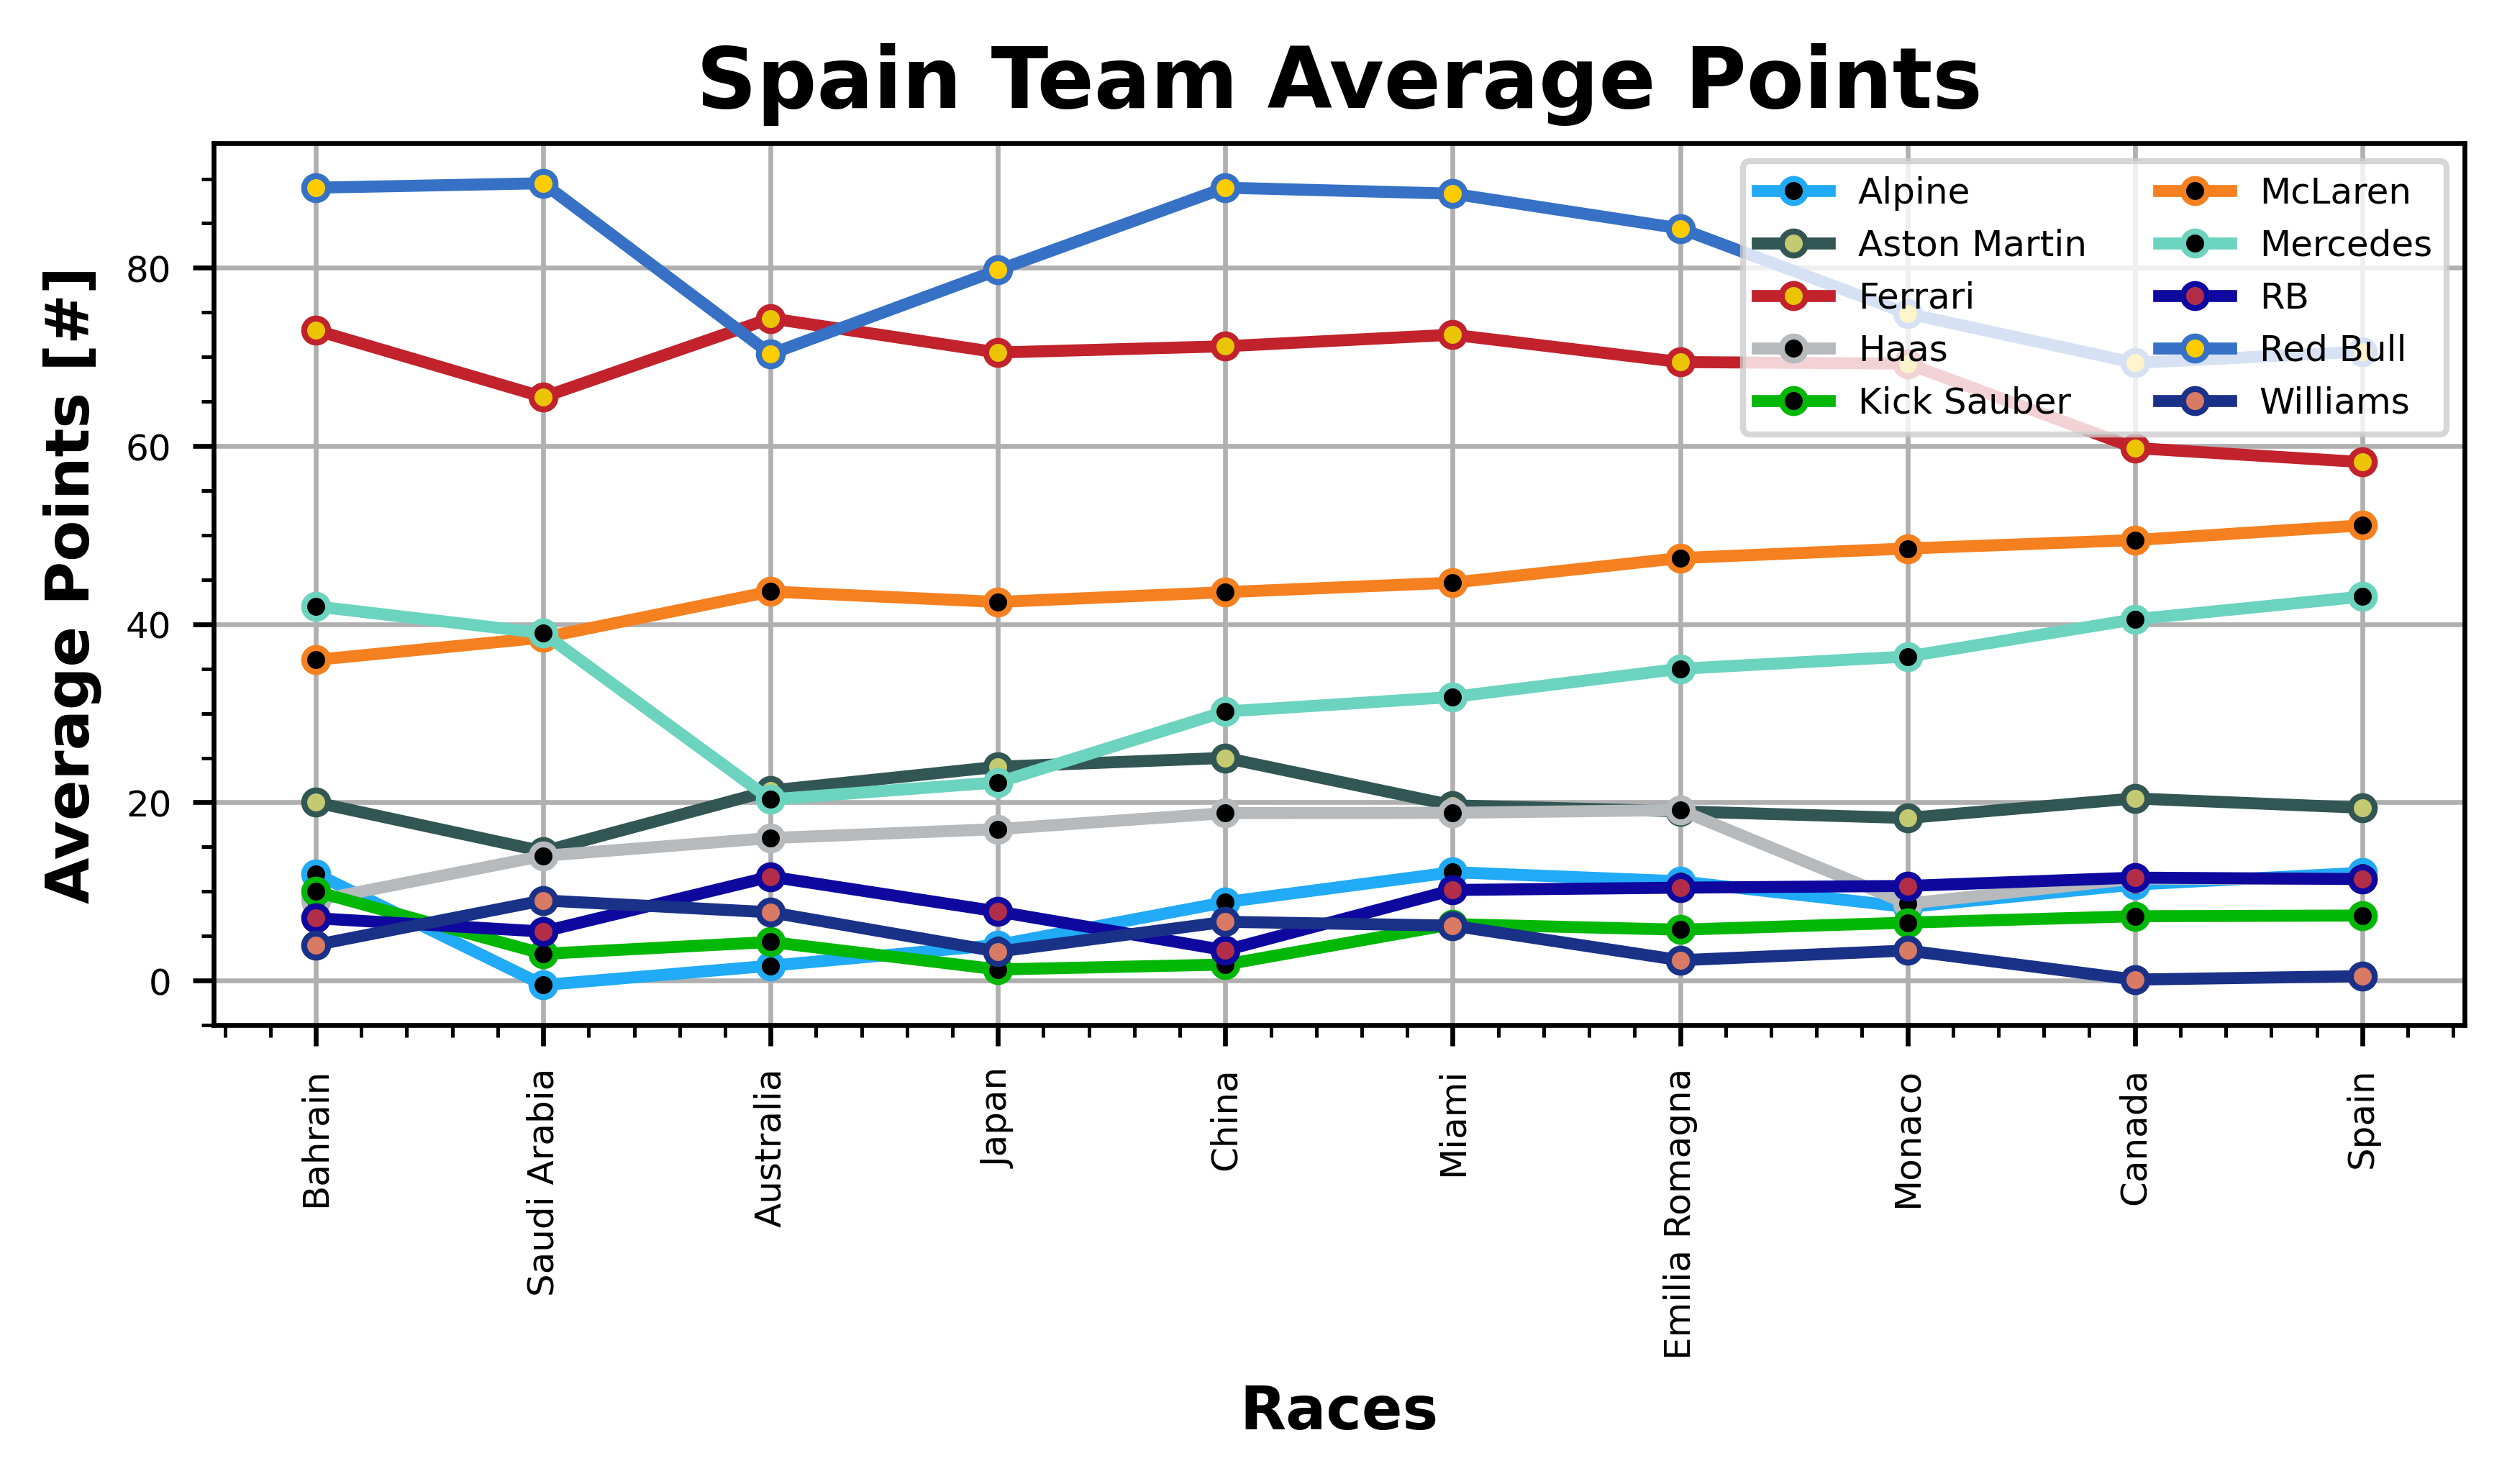 Spain Team Average Points
Average Points [#]
80
60
40
20
0
Alpine
Aston Martin
Ferrari
Haas
Kick Sauber
McLaren
Mercedes
RB
Red Bull
Williams
Bahrain
Saudi Arabia
Australia
Japan
China
Miami
Emilia Romagna
Monaco
Canada
Spain
Races